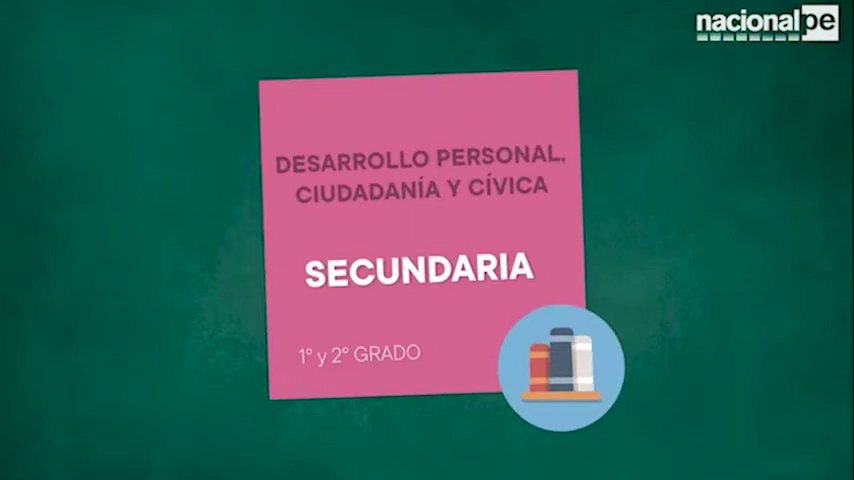 nacionalpe
DESARROLLO PERSONAL,
CIUDADANÍA Y CÍVICA
SECUNDARIA
1° y 2° GRADO